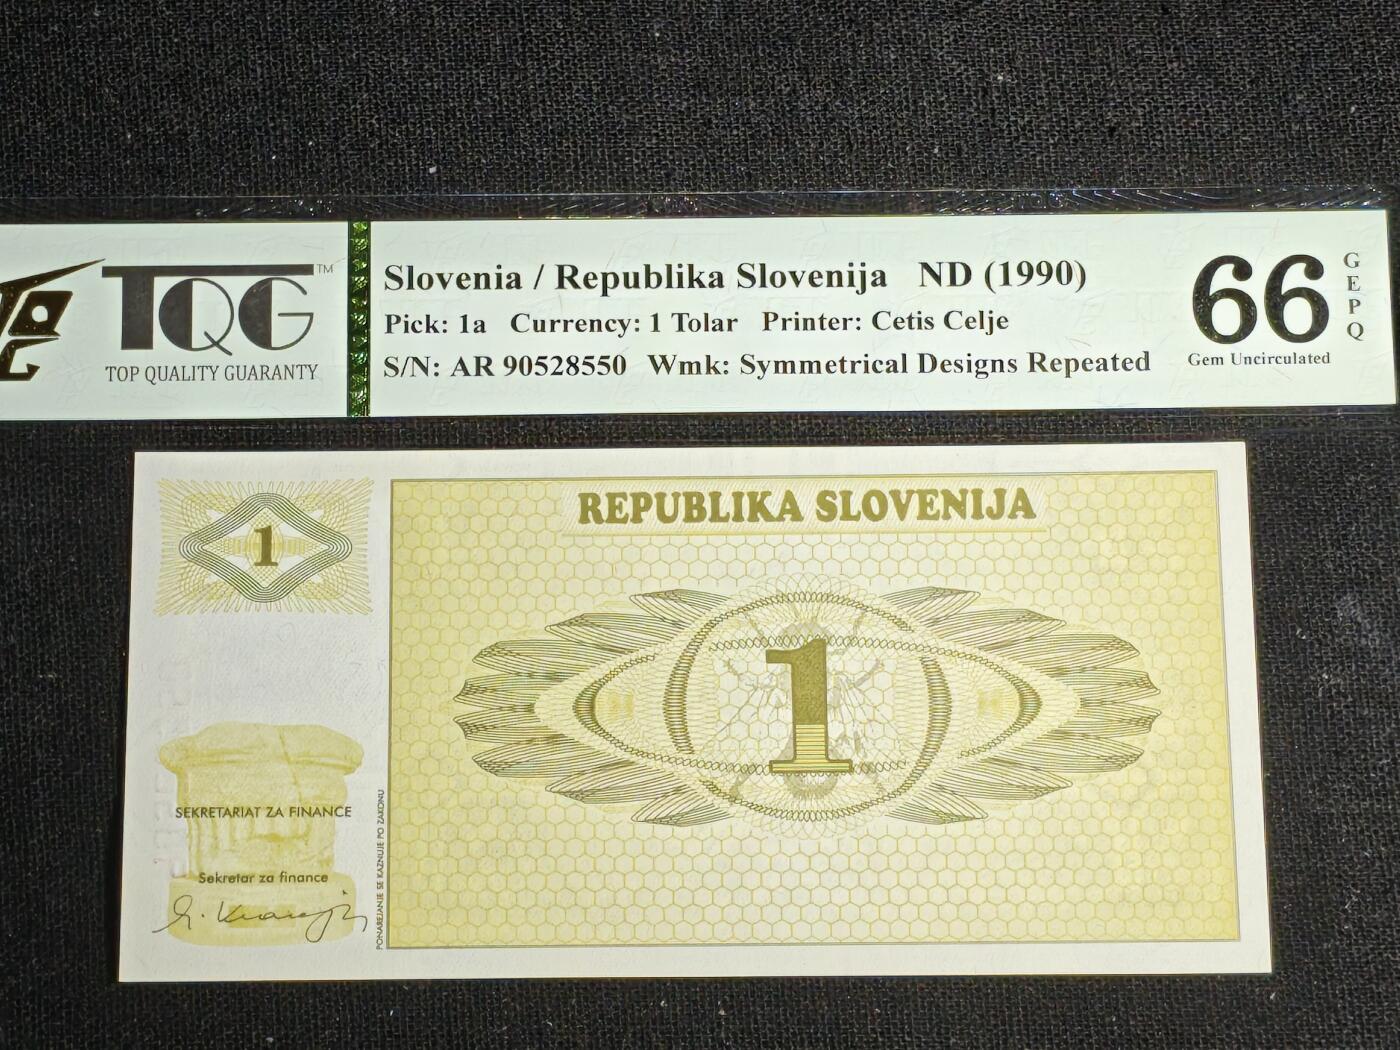 TQG™
TOP QUALITY GUARANTY
Slovenia / Republika Slovenija ND (1990)
Pick: 1a Currency: 1 Tolar Printer: Cetis Celje
S/N: AR 90528550 Wmk: Symmetrical Designs Repeated
66
Gem Uncirculated
GEPQ
1
REPUBLIKA SLOVENIJA
1
SEKRETARIAT ZA FINANCE
Sekretar za finance
PONAREJANJE SE KAZNUJE PO ZAKONU